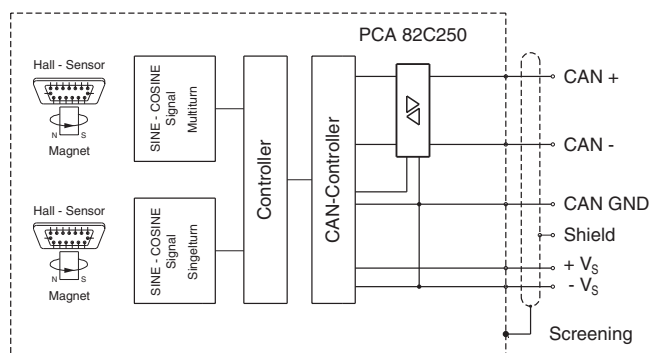 PCA 82C250
Hall - Sensor
N S
Magnet
SINE - COSINE
Signal
Multiturn
Hall - Sensor
N S
Magnet
SINE - COSINE
Signal
Singelturn
Controller
CAN-Controller
CAN +
CAN -
CAN GND
Shield
+ VS
- VS
Screening